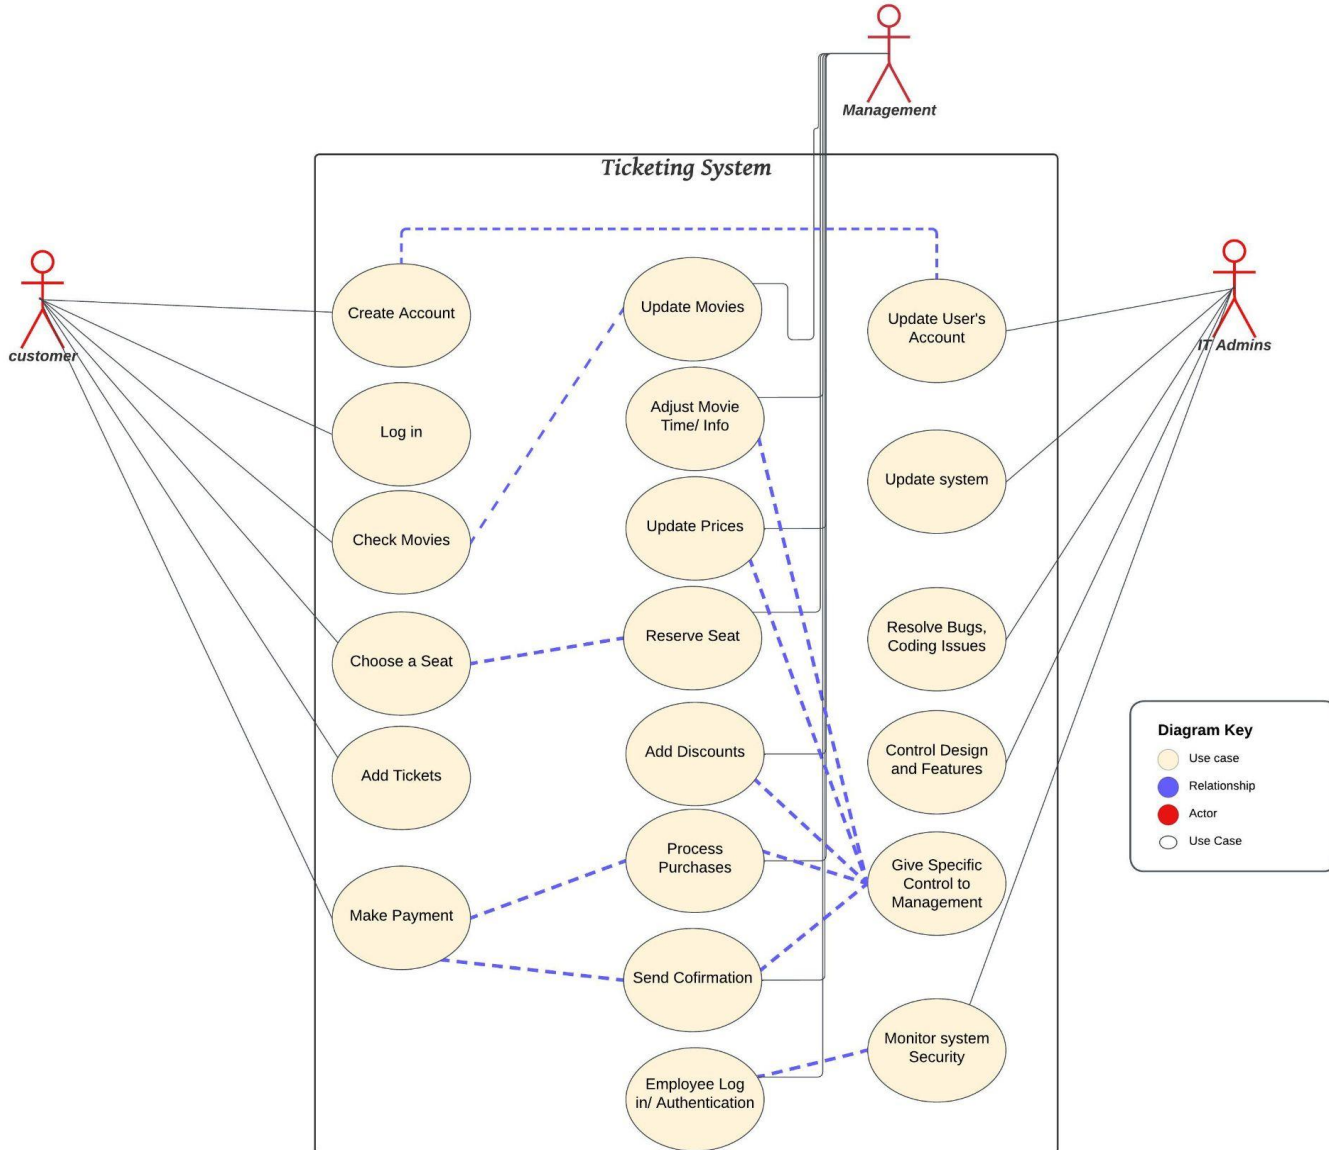 Management
Ticketing System
customer
IT Admins
Create Account
Log in
Check Movies
Choose a Seat
Add Tickets
Make Payment
Update Movies
Adjust Movie
Time/ Info
Update Prices
Reserve Seat
Add Discounts
Process
Purchases
Send Cofirmation
Employee Log
in/ Authentication
Update User's
Account
Update system
Resolve Bugs,
Coding Issues
Control Design
and Features
Give Specific
Control to
Management
Monitor system
Security
Diagram Key
Use case
Relationship
Actor
Use Case